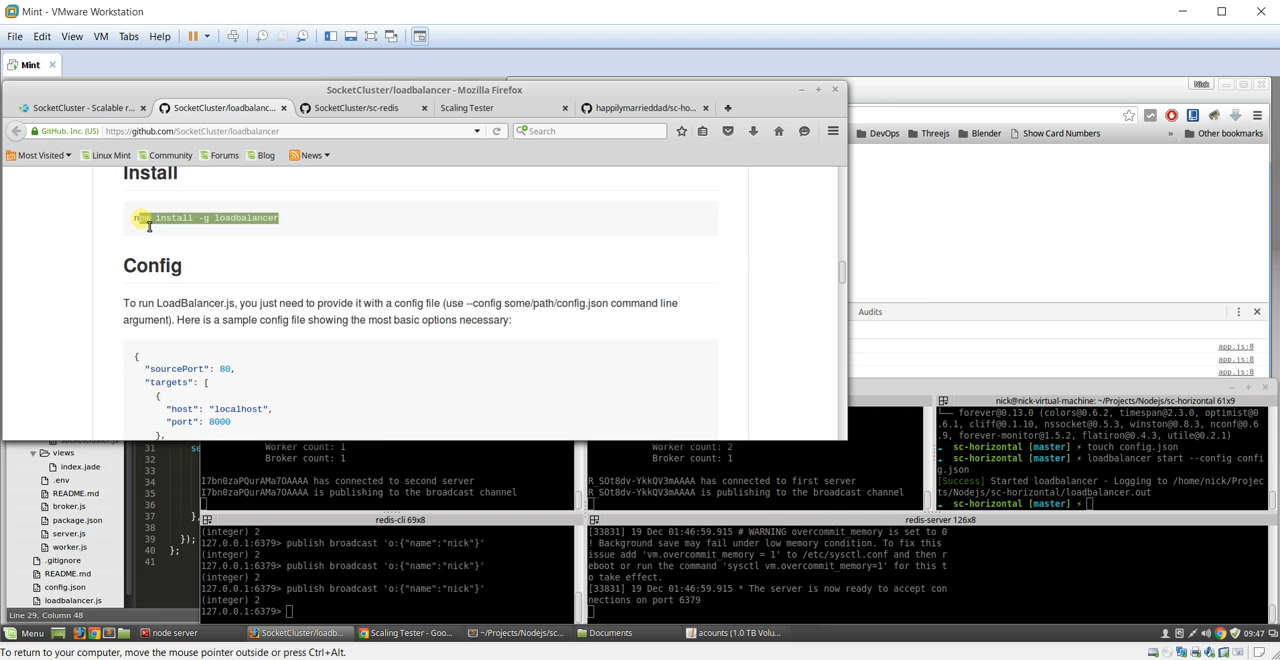 Mint - VMware Workstation
File Edit View VM Tabs Help
Mint
Nick
SocketCluster/loadbalancer - Mozilla Firefox
SocketCluster - Scalable r...
SocketCluster/loadbalanc...
SocketCluster/sc-redis
Scaling Tester
happilymarrieddad/sc-ho...
GitHub, Inc. (US) https://github.com/SocketCluster/loadbalancer
Search
DevOps Threejs Blender Show Card Numbers » Other bookmarks
Most Visited Linux Mint Community Forums Blog News
Install
npm install -g loadbalancer
Config
To run LoadBalancer.js, you just need to provide it with a config file (use --config some/path/config.json command line
argument). Here is a sample config file showing the most basic options necessary:
{
"sourcePort": 80,
"targets": [
{
"host": "localhost",
"port": 8000
},
Audits
app.js:8
app.js:8
app.js:8
nick@nick-virtual-machine: ~/Projects/Nodejs/sc-horizontal 61x9
└── forever@0.13.0 (colors@0.6.2, timespan@2.3.0, optimist@0
.6.1, cliff@0.1.10, nssocket@0.5.3, winston@0.8.3, nconf@0.6
.9, forever-monitor@1.5.2, flatiron@0.4.3, utile@0.2.1)
sc-horizontal [master] ⚡ touch config.json
sc-horizontal [master] ⚡ loadbalancer start --config confi
g.json
[Success] Started loadbalancer - Logging to /home/nick/Projec
ts/Nodejs/sc-horizontal/loadbalancer.out
sc-horizontal [master] ⚡
views
index.jade
.env
README.md
broker.js
package.json
server.js
worker.js
.gitignore
README.md
config.json
loadbalancer.js
31 se
32
33
34
35
36
37 },
38
39 });
40 };
41
Line 29, Column 48
Worker count: 1
Broker count: 1
I7bn0zaPQurAMa7OAAAA has connected to second server
I7bn0zaPQurAMa7OAAAA is publishing to the broadcast channel
Worker count: 2
Broker count: 1
R_SOt8dv-YkkQV3mAAAA has connected to first server
R_SOt8dv-YkkQV3mAAAA is publishing to the broadcast channel
redis-cli 69x8
(integer) 2
127.0.0.1:6379> publish broadcast 'o:{"name":"nick"}'
(integer) 2
127.0.0.1:6379> publish broadcast 'o:{"name":"nick"}'
(integer) 2
127.0.0.1:6379> publish broadcast 'o:{"name":"nick"}'
(integer) 2
127.0.0.1:6379>
redis-server 126x8
[33831] 19 Dec 01:46:59.915 # WARNING overcommit_memory is set to 0
! Background save may fail under low memory condition. To fix this
issue add 'vm.overcommit_memory = 1' to /etc/sysctl.conf and then r
eboot or run the command 'sysctl vm.overcommit_memory=1' for this t
o take effect.
[33831] 19 Dec 01:46:59.915 * The server is now ready to accept con
nections on port 6379
Menu
node server
SocketCluster/loadb...
Scaling Tester - Goo...
~/Projects/Nodejs/sc...
Documents
acounts (1.0 TB Volu...
09:47
To return to your computer, move the mouse pointer outside or press Ctrl+Alt.